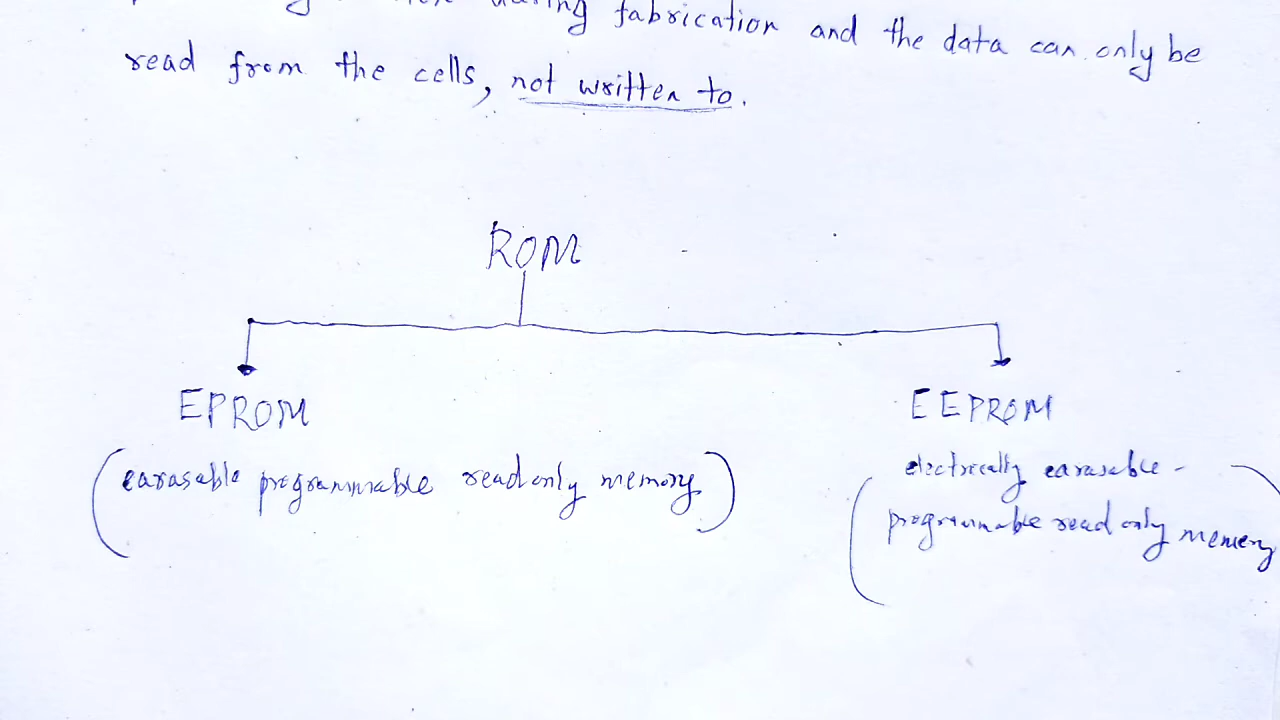 during fabrication and the data can only be
read from the cells, not written to.
ROM
EPROM
EEPROM
(earasable programmable read only memory)
electrically earasable -
(programmable read only memory)